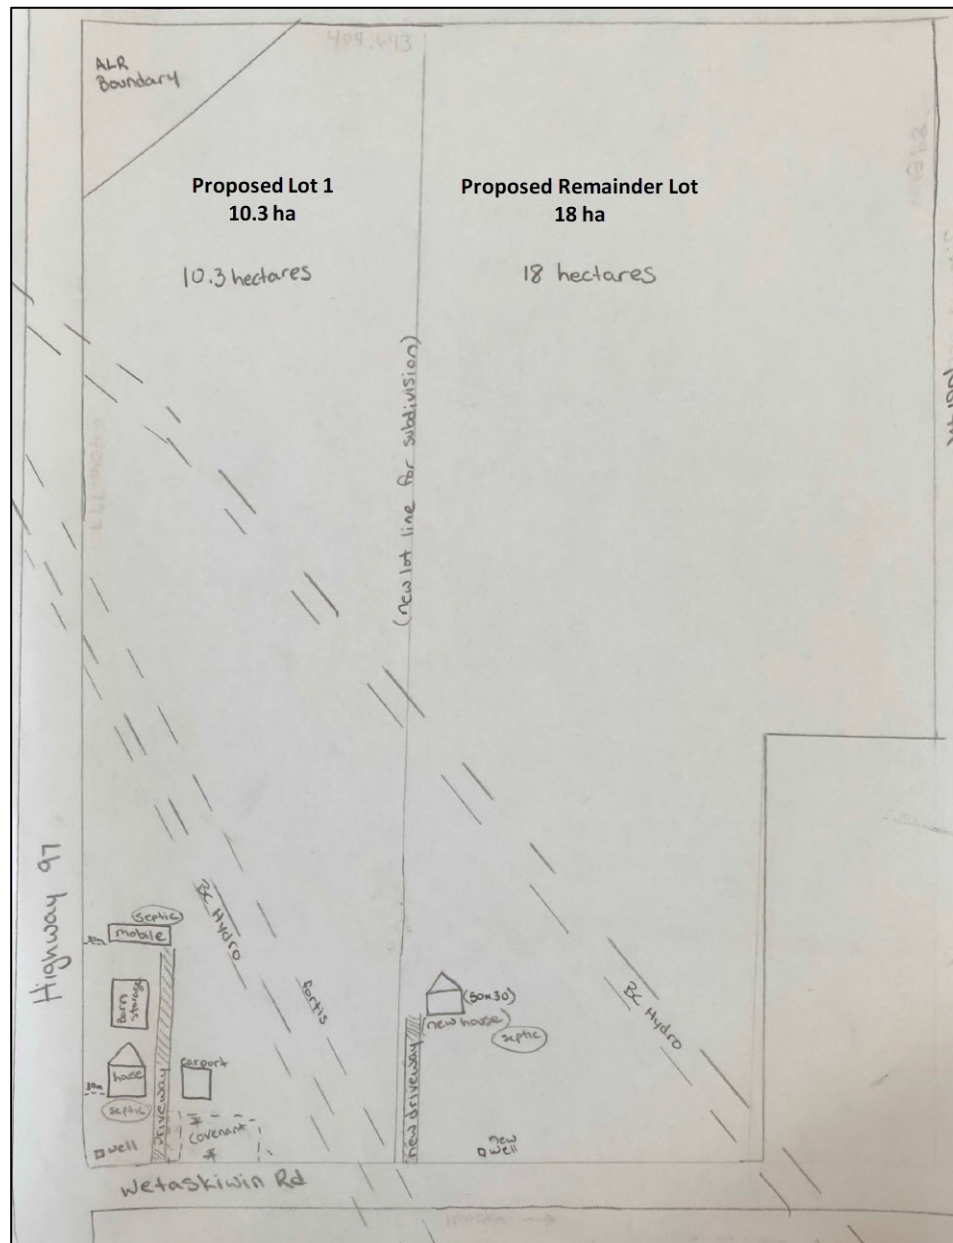 404.643
ALR
Boundary
Proposed Lot 1
10.3 ha
Proposed Remainder Lot
18 ha
10.3 hectares
18 hectares
(new lot line for subdivision)
Highway 97
septic
mobile
Barn
storage
BC Hydro
fortis
(50x30)
new house
septic
BC Hydro
house
carport
30m
septic
Driveway
covenant
new driveway
well
new
well
Wetaskiwin Rd